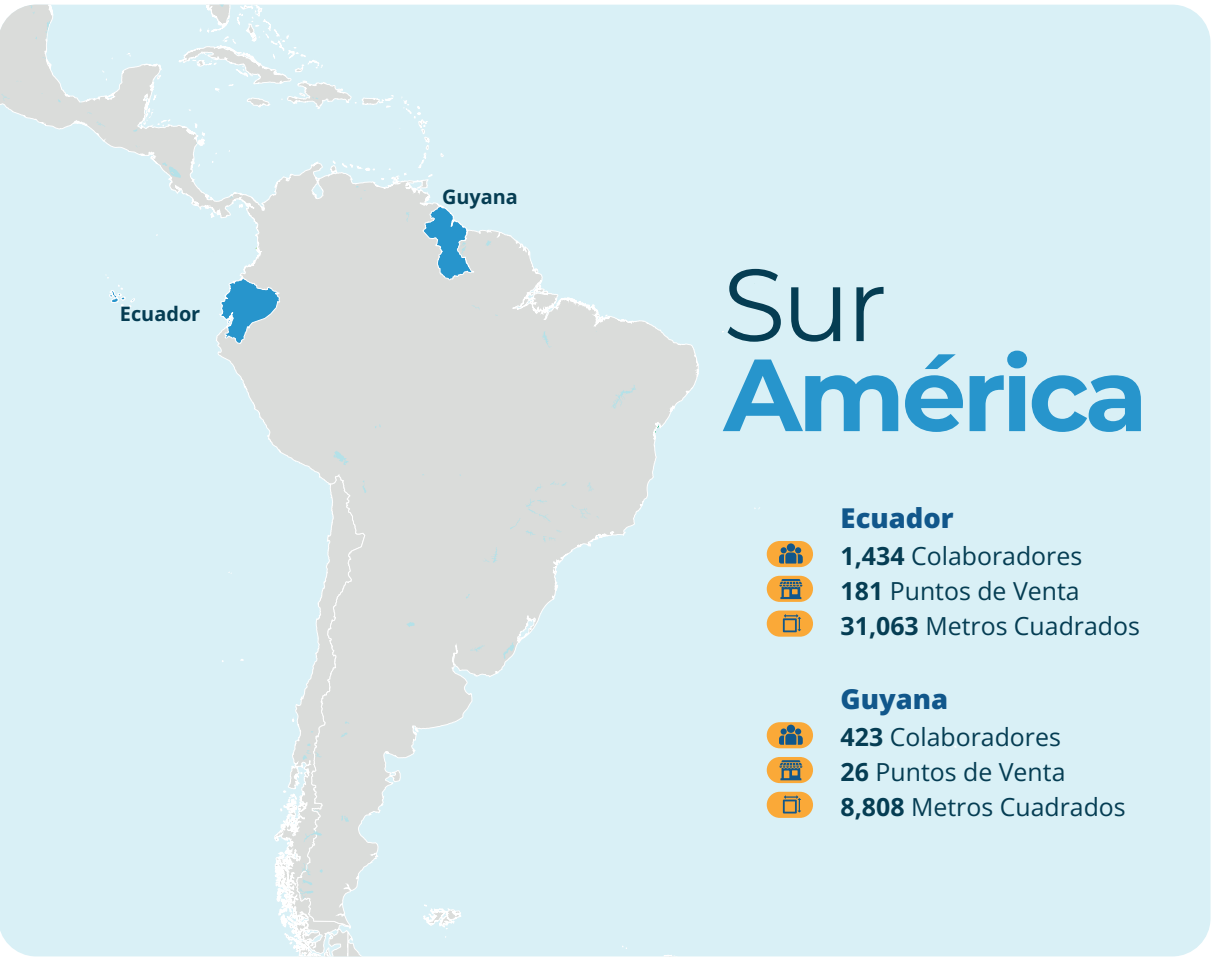 Guyana
Ecuador
Sur
América
Ecuador
1,434 Colaboradores
181 Puntos de Venta
31,063 Metros Cuadrados
Guyana
423 Colaboradores
26 Puntos de Venta
8,808 Metros Cuadrados